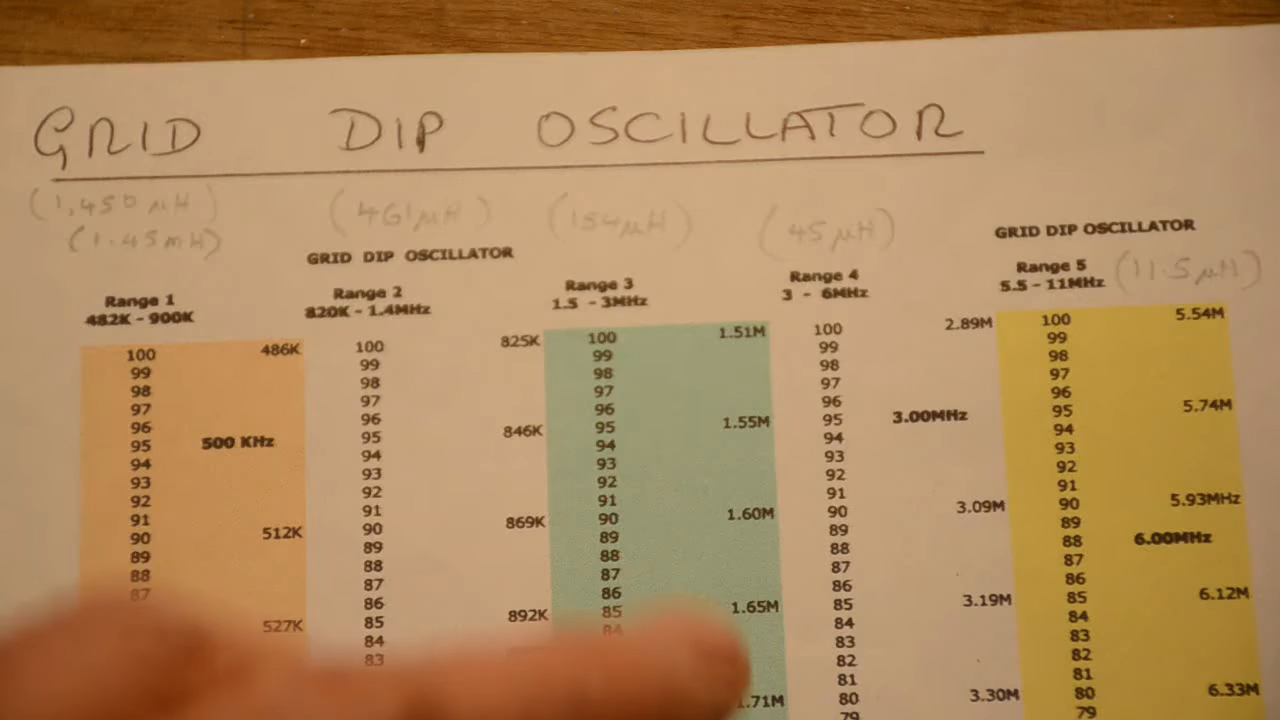 GRID DIP OSCILLATOR
(1,450 μH) (461μH) (154μH) (45 μH)
(1.45mH)
GRID DIP OSCILLATOR GRID DIP OSCILLATOR
Range 1 Range 2 Range 3 Range 4 Range 5 (11.5 μH)
482K - 900K 820K - 1.4MHz 1.5 - 3MHz 3 - 6MHz 5.5 - 11MHz
100 486K 100 825K 100 1.51M 100 2.89M 100 5.54M
99 99 99 99 99
98 98 98 98 98
97 97 97 97 97
96 96 96 96 96
95 500 KHz 95 846K 95 1.55M 95 3.00MHz 95 5.74M
94 94 94 94 94
93 93 93 93 93
92 92 92 92 92
91 91 91 91 91
90 512K 90 869K 90 1.60M 90 3.09M 90 5.93MHz
89 89 89 89 89
88 88 88 88 88 6.00MHz
87 87 87 87 87
86 86 86 86
527K 85 892K 85 1.65M 85 3.19M 85 6.12M
84 84 84 84
83 83 83
82 82
81 81
.71M 80 3.30M 80 6.33M
79 79